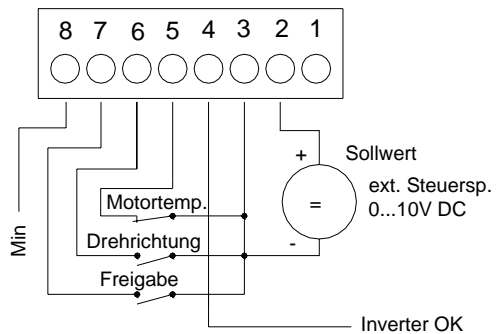 8 7 6 5 4 3 2 1
+ Sollwert
ext. Steuersp.
= 0...10V DC
Motortemp.
Min
Drehrichtung
-
Freigabe
Inverter OK